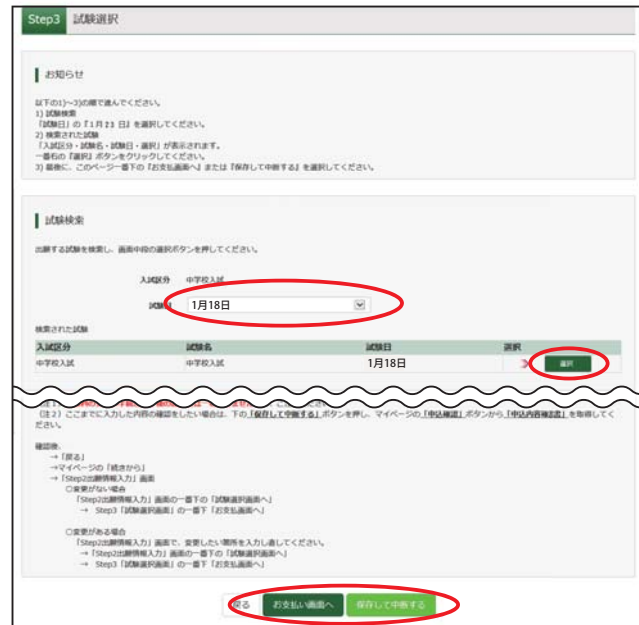 Step3 試験選択
お知らせ
以下の1)~3)の順で進んでください。
1) 試験検索
「試験日」の『1月23 日』を選択してください。
2) 検索された試験
「入試区分・試験名・試験日・選択」が表示されます。
一番右の『選択』ボタンをクリックしてください。
3) 最後に、このページ一番下の『お支払画面へ』または『保存して中断する』を選択してください。
試験検索
出願する試験を検索し、画面中段の選択ボタンを押してください。
入試区分 中学校入試
試験日 1月18日
検索された試験
入試区分 試験名 試験日 選択
中学校入試 中学校入試 1月18日 選択
(注2)ここまでに入力した内容の確認をしたい場合は、下の「保存して中断する」ボタンを押し、マイページの「申込確認」ボタンから「申込内容確認書」を取得してく
ださい。
確認後、
→「戻る」
→マイページの「続きから」
→「Step2出願情報入力」画面
○変更がない場合
「Step2出願情報入力」画面の一番下の「試験選択画面へ」
→ Step3「試験選択画面」の一番下「お支払画面へ」
○変更がある場合
「Step2出願情報入力」画面で、変更したい箇所を入力し直してください。
→「Step2出願情報入力」画面の一番下の「試験選択画面へ」
→ Step3「試験選択画面」の一番下「お支払画面へ」
戻る お支払い画面へ 保存して中断する